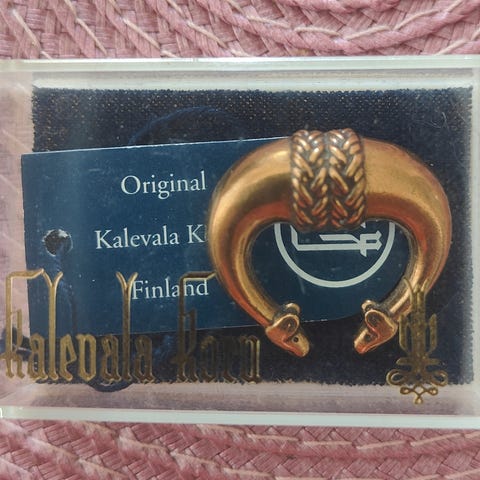 Original
Kalevala K
Finland
Kalevala Koru